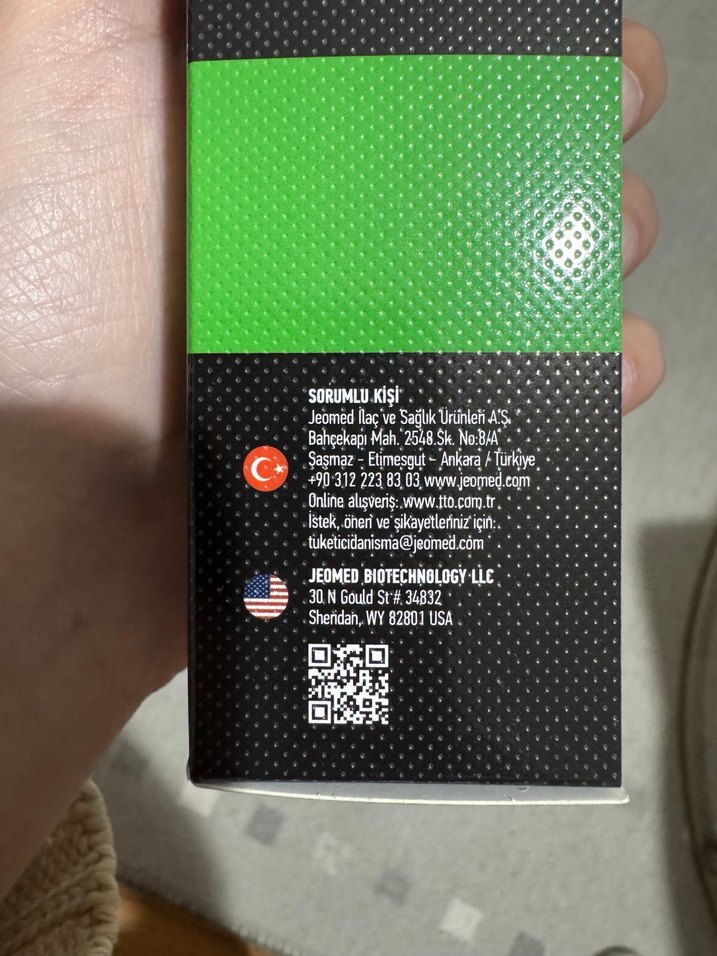 SORUMLU KİŞİ
Jeomed İlaç ve Sağlık Ürünleri A.Ş.
Bahçekapı Mah. 2548.Sk. No:8/A
Şaşmaz - Etimesgut - Ankara / Türkiye
+90 312 223 83 03 www.jeomed.com
Online alışveriş: www.tto.com.tr
İstek, öneri ve şikayetleriniz için:
tuketicidanisma@jeomed.com
JEOMED BIOTECHNOLOGY LLC
30 N Gould St # 34832
Sheridan, WY 82801 USA